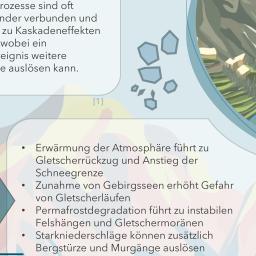 rozesse sind oft
nder verbunden und
zu Kaskadeneffekten
wobei ein
eignis weitere
e auslösen kann.
[1]
• Erwärmung der Atmosphäre führt zu
Gletscherrückzug und Anstieg der
Schneegrenze
• Zunahme von Gebirgsseen erhöht Gefahr
von Gletscherläufen
• Permafrostdegradation führt zu instabilen
Felshängen und Gletschermoränen
• Starkniederschläge können zusätzlich
Bergstürze und Murgänge auslösen